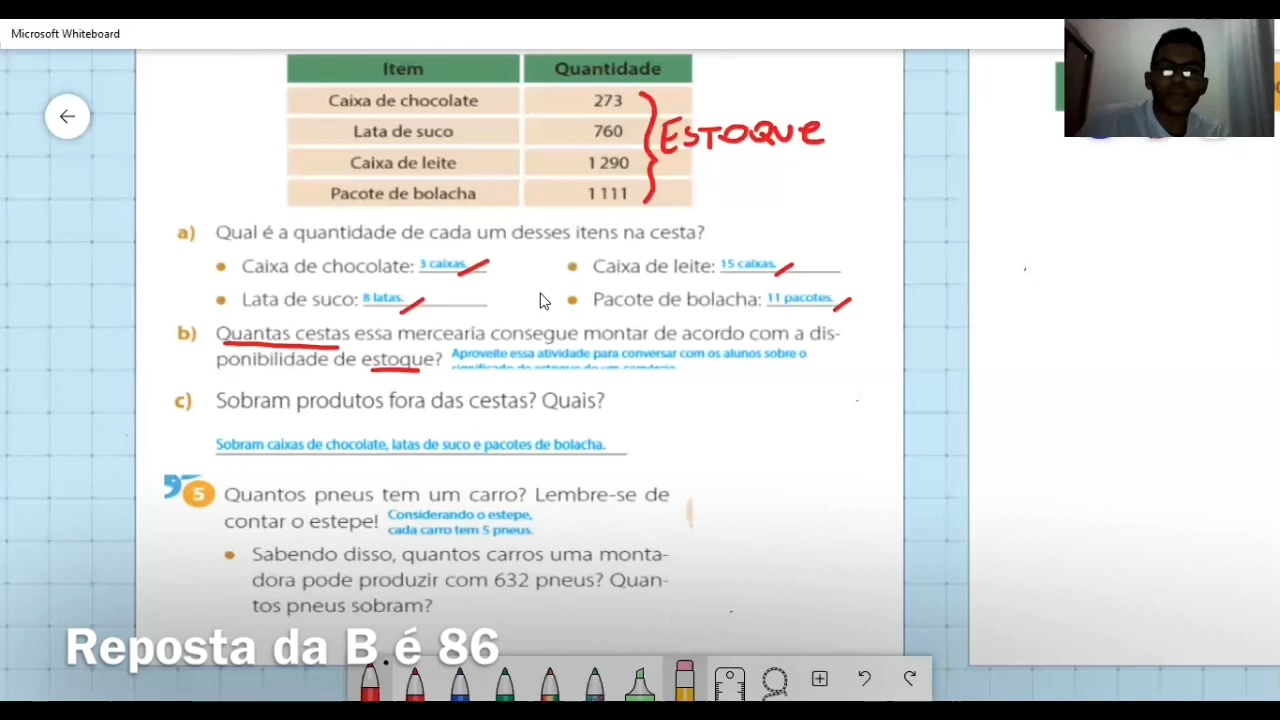 Microsoft Whiteboard
Item Quantidade
Caixa de chocolate 273
Lata de suco 760
Caixa de leite 1 290
Pacote de bolacha 1 111
ESTOQUE
a) Qual é a quantidade de cada um desses itens na cesta?
• Caixa de chocolate: 3 caixas. • Caixa de leite: 15 caixas.
• Lata de suco: 8 latas. • Pacote de bolacha: 11 pacotes.
b) Quantas cestas essa mercearia consegue montar de acordo com a dis-
ponibilidade de estoque? Aproveite essa atividade para conversar com os alunos sobre o
significado de estoque de um comércio.
c) Sobram produtos fora das cestas? Quais?
Sobram caixas de chocolate, latas de suco e pacotes de bolacha.
5 Quantos pneus tem um carro? Lembre-se de
contar o estepe! Considerando o estepe,
cada carro tem 5 pneus.
• Sabendo disso, quantos carros uma monta-
dora pode produzir com 632 pneus? Quan-
tos pneus sobram?
Reposta da B é 86